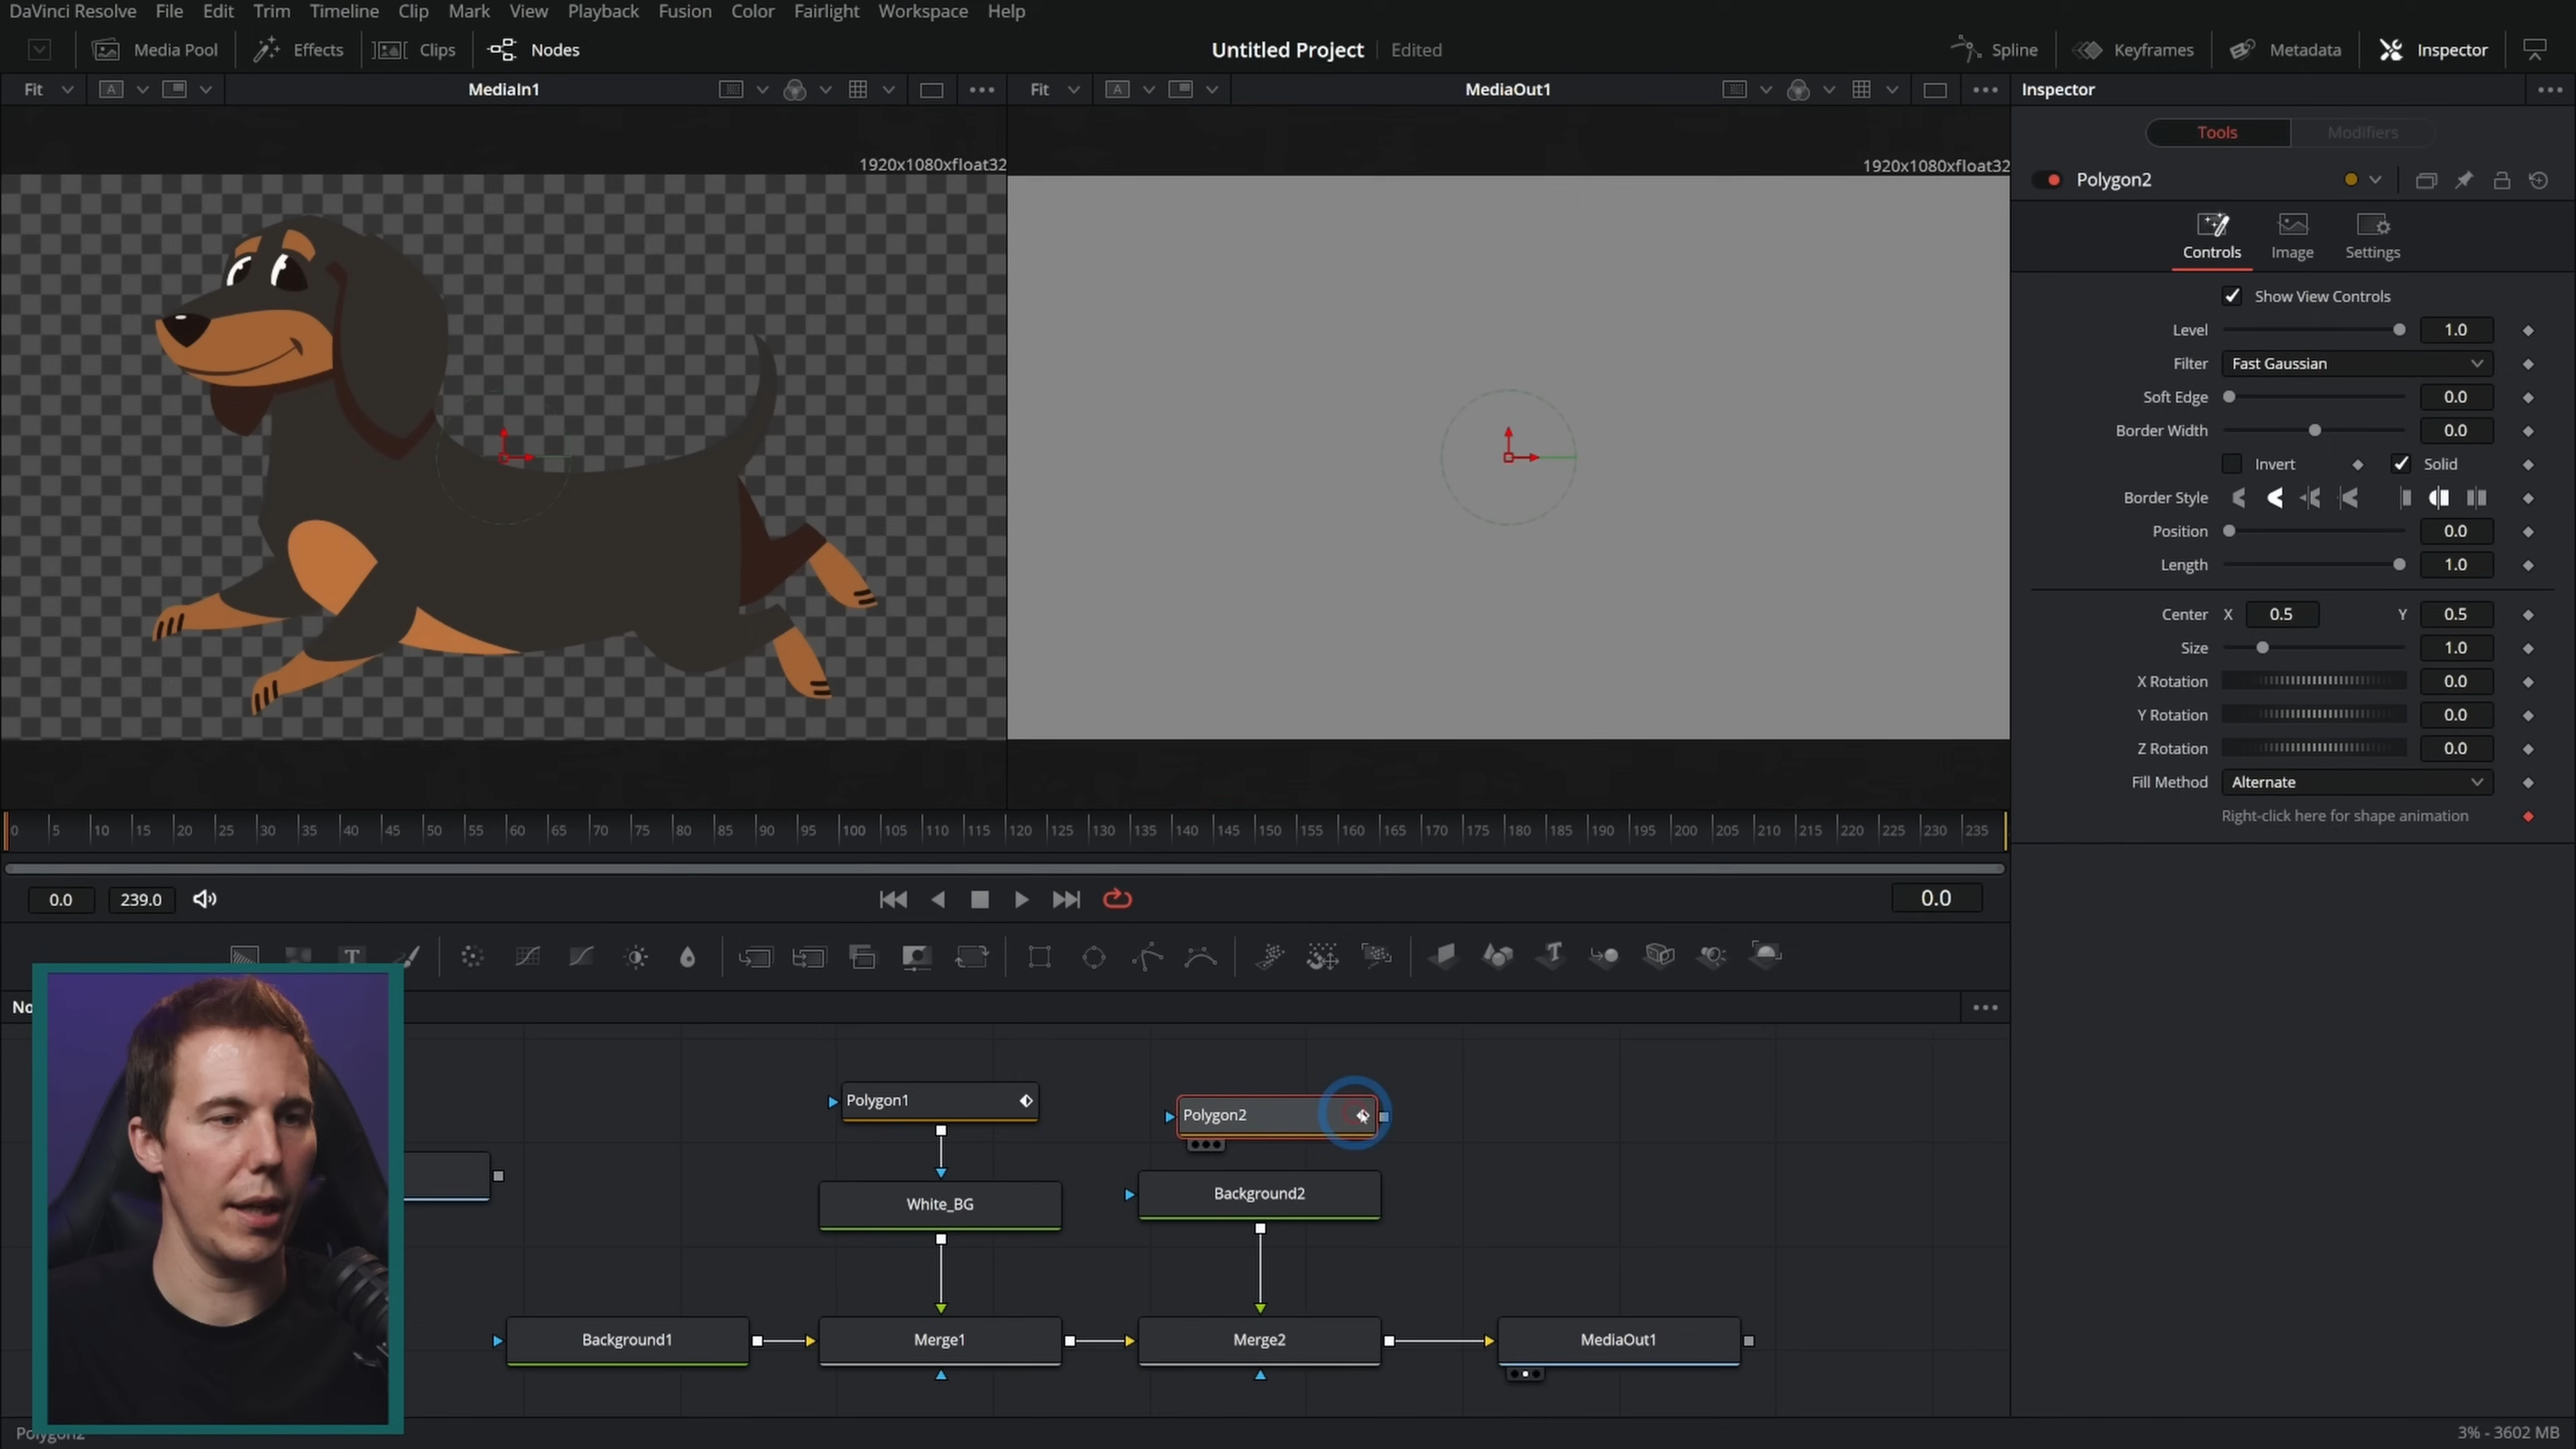 DaVinci Resolve File Edit Trim Timeline Clip Mark View Playback Fusion Color Fairlight Workspace Help
Media Pool Effects Clips Nodes Untitled Project Edited Spline Keyframes Metadata Inspector
Fit A MediaIn1 Fit A MediaOut1 Inspector
Tools Modifiers
1920x1080xfloat32 1920x1080xfloat32
Polygon2
Controls Image Settings
Show View Controls
Level 1.0
Filter Fast Gaussian
Soft Edge 0.0
Border Width 0.0
Invert Solid
Border Style
Position 0.0
Length 1.0
Center X 0.5 Y 0.5
Size 1.0
X Rotation 0.0
Y Rotation 0.0
Z Rotation 0.0
Fill Method Alternate
Right-click here for shape animation
0 5 10 15 20 25 30 35 40 45 50 55 60 65 70 75 80 85 90 95 100 105 110 115 120 125 130 135 140 145 150 155 160 165 170 175 180 185 190 195 200 205 210 215 220 225 230 235
0.0 239.0 0.0
T T
No
Polygon1 Polygon2
White_BG Background2
Background1 Merge1 Merge2 MediaOut1
Polygon2 3% - 3602 MB